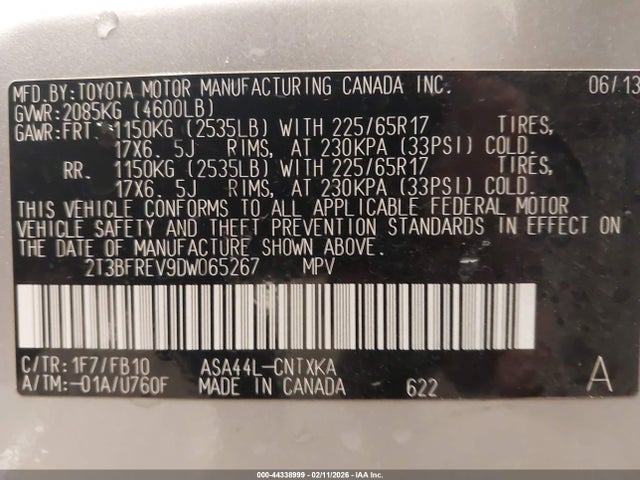 MFD.BY:TOYOTA MOTOR MANUFACTURING CANADA INC. 06/13
GVWR:2085KG (4600LB)
GAWR:FRT. 1150KG (2535LB) WITH 225/65R17 TIRES,
17X6. 5J RIMS, AT 230KPA (33PSI) COLD.
RR. 1150KG (2535LB) WITH 225/65R17 TIRES,
17X6. 5J RIMS, AT 230KPA (33PSI) COLD.
THIS VEHICLE CONFORMS TO ALL APPLICABLE FEDERAL MOTOR
VEHICLE SAFETY AND THEFT PREVENTION STANDARDS IN EFFECT ON
THE DATE OF MANUFACTURE SHOWN ABOVE.
2T3BFREV9DW065267 MPV
C/TR:1F7/FB10 ASA44L-CNTXKA
A/TM:-01A/U760F MADE IN CANADA 622 A
000-44338999 - 02/11/2026 - IAA Inc.